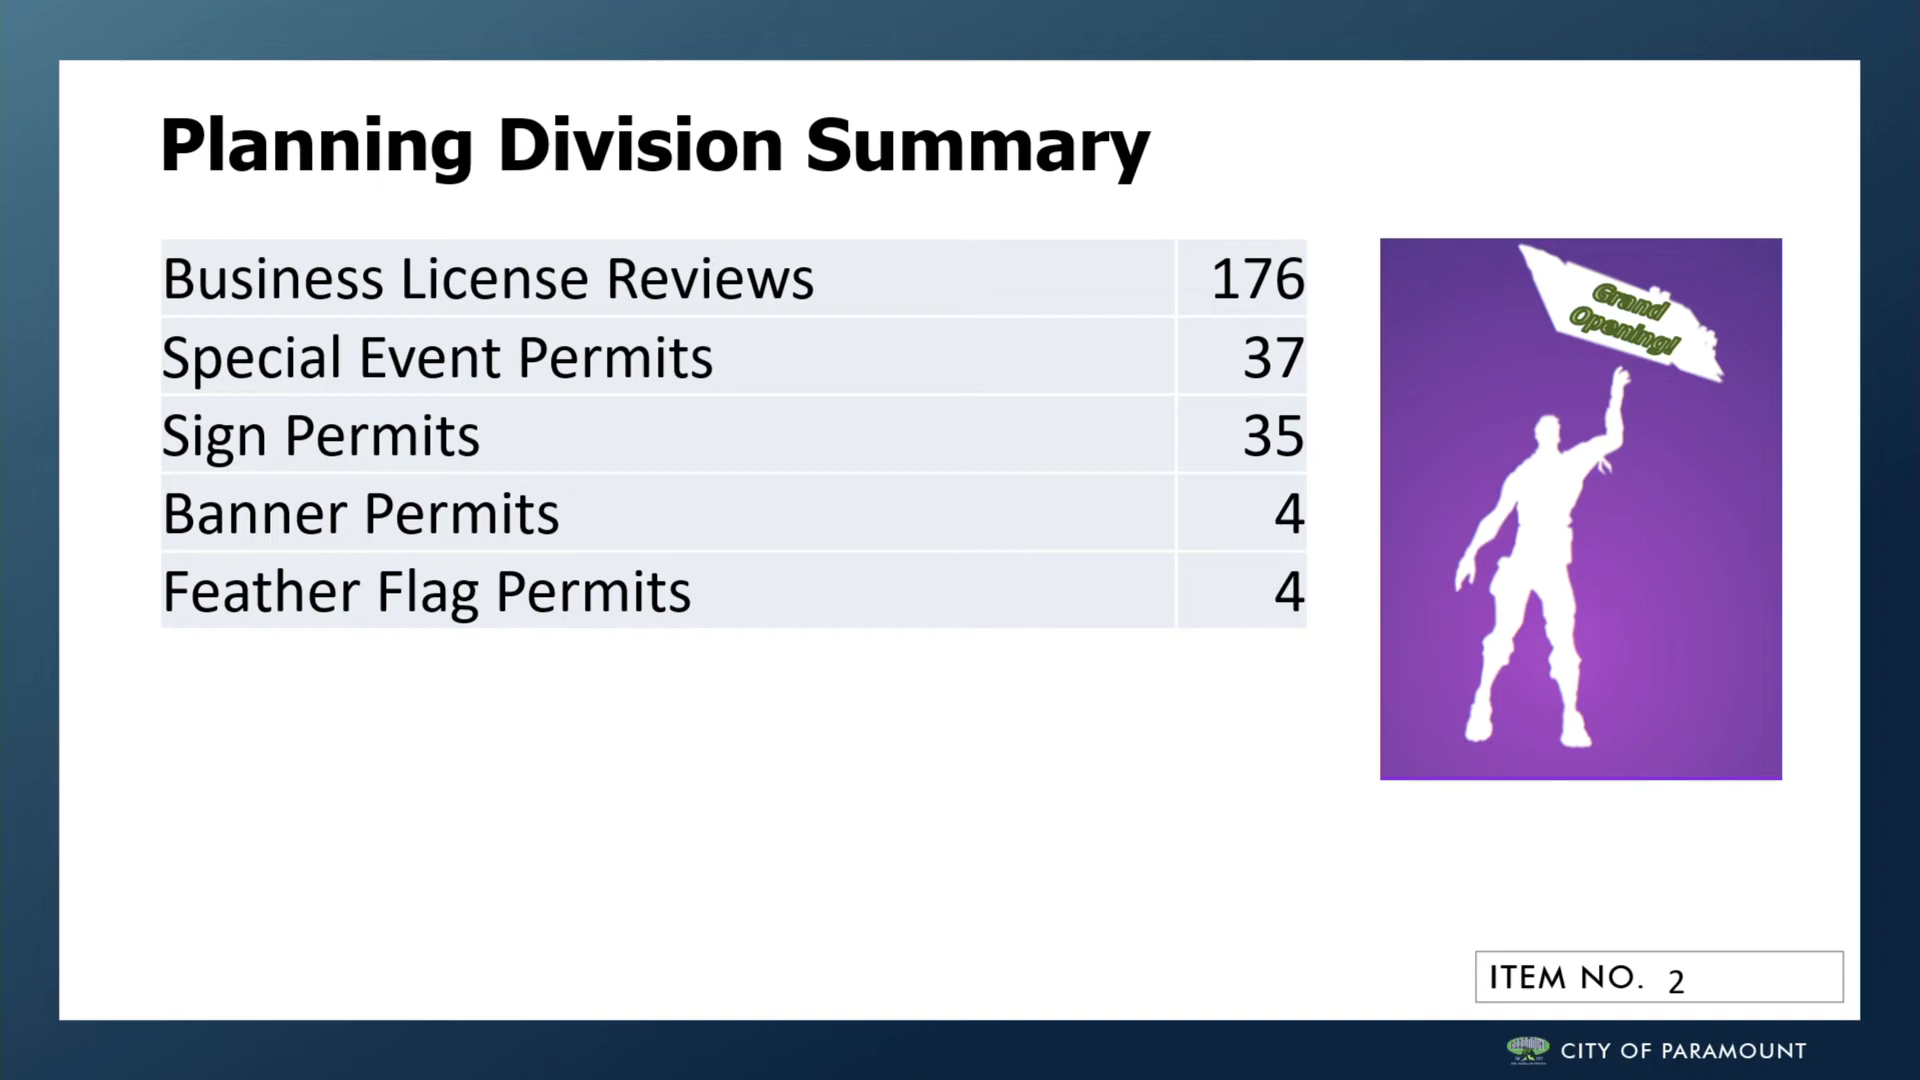 Planning Division Summary
Business License Reviews 176
Special Event Permits 37
Sign Permits 35
Banner Permits 4
Feather Flag Permits 4
Grand
Opening!
ITEM NO. 2
CITY OF PARAMOUNT